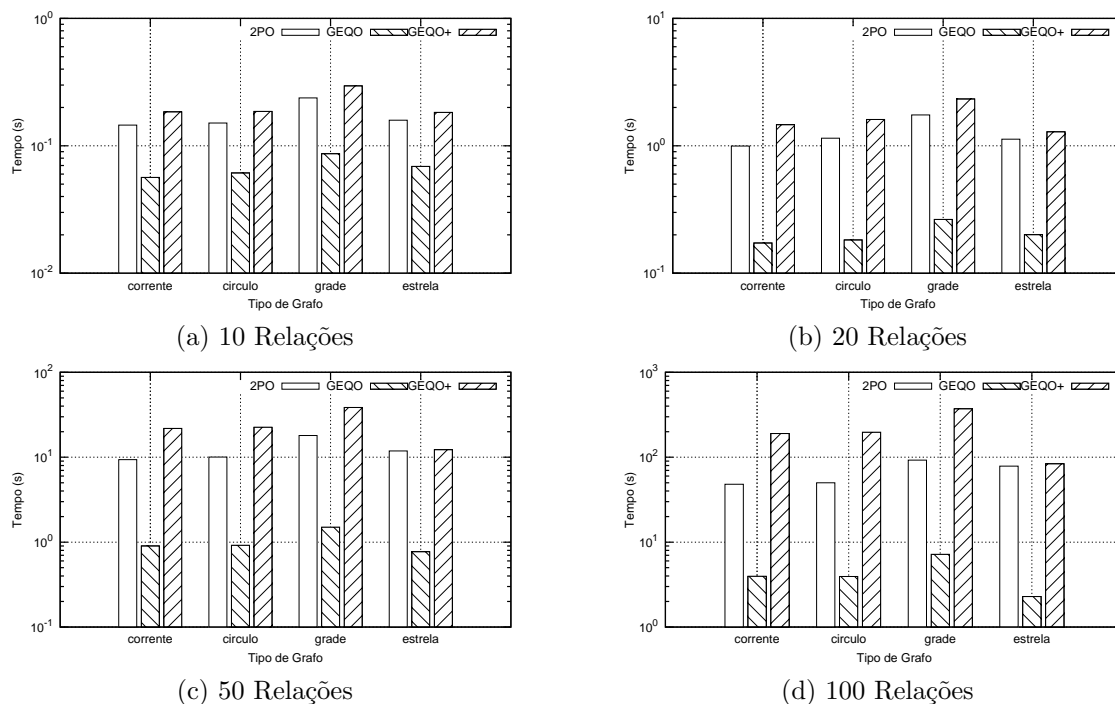 10^0
10^-1
10^-2
Tempo (s)
2PO GEQO GEQO+
corrente circulo grade estrela
Tipo de Grafo
(a) 10 Relações
10^1
10^0
10^-1
Tempo (s)
2PO GEQO GEQO+
corrente circulo grade estrela
Tipo de Grafo
(b) 20 Relações
10^2
10^1
10^0
10^-1
Tempo (s)
2PO GEQO GEQO+
corrente circulo grade estrela
Tipo de Grafo
(c) 50 Relações
10^3
10^2
10^1
10^0
Tempo (s)
2PO GEQO GEQO+
corrente circulo grade estrela
Tipo de Grafo
(d) 100 Relações